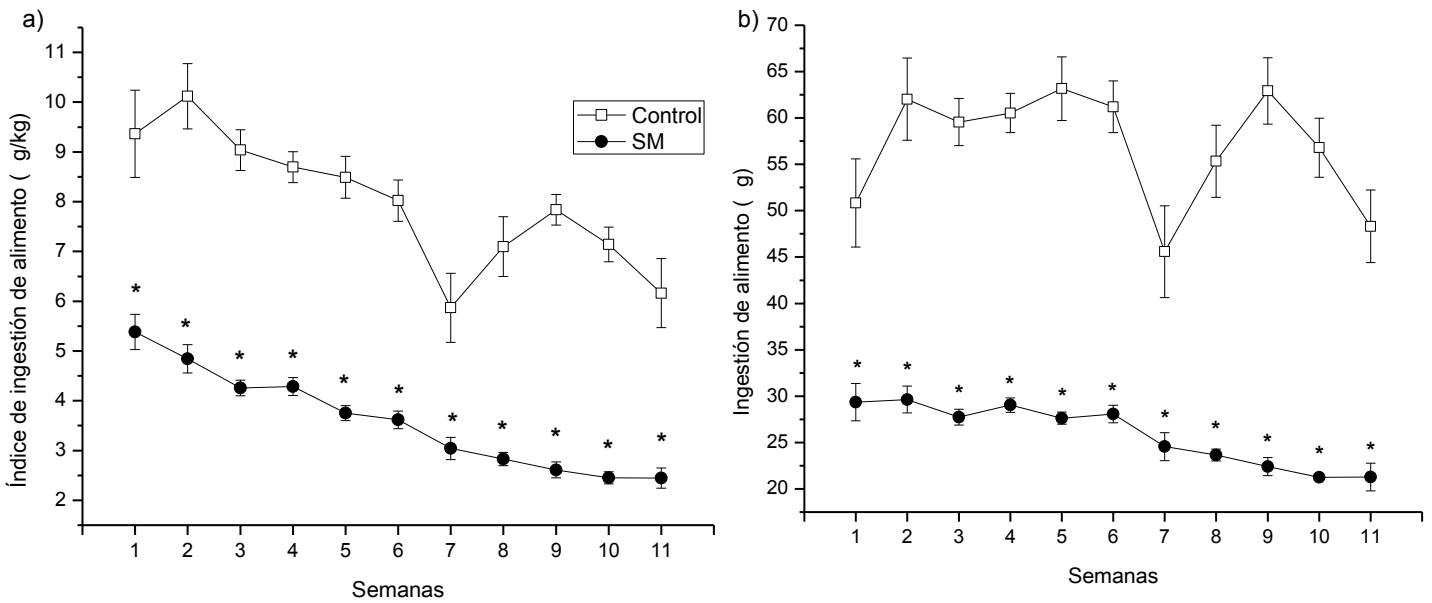 a)
Índice de ingestión de alimento ( g/kg)
11
10
9
8
7
6
5
4
3
2
Control
SM
* * * * * * * * * * *
1 2 3 4 5 6 7 8 9 10 11
Semanas
b)
Ingestión de alimento ( g)
70
65
60
55
50
45
40
35
30
25
20
* * * * * * * * * * *
1 2 3 4 5 6 7 8 9 10 11
Semanas